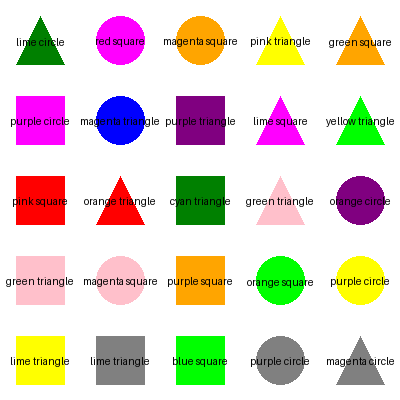 lime circle
red square
magenta square
pink triangle
green square
purple circle
magenta triangle
purple triangle
lime square
yellow triangle
pink square
orange triangle
cyan triangle
green triangle
orange circle
green triangle
magenta square
purple square
orange square
purple circle
lime triangle
lime triangle
blue square
purple circle
magenta circle